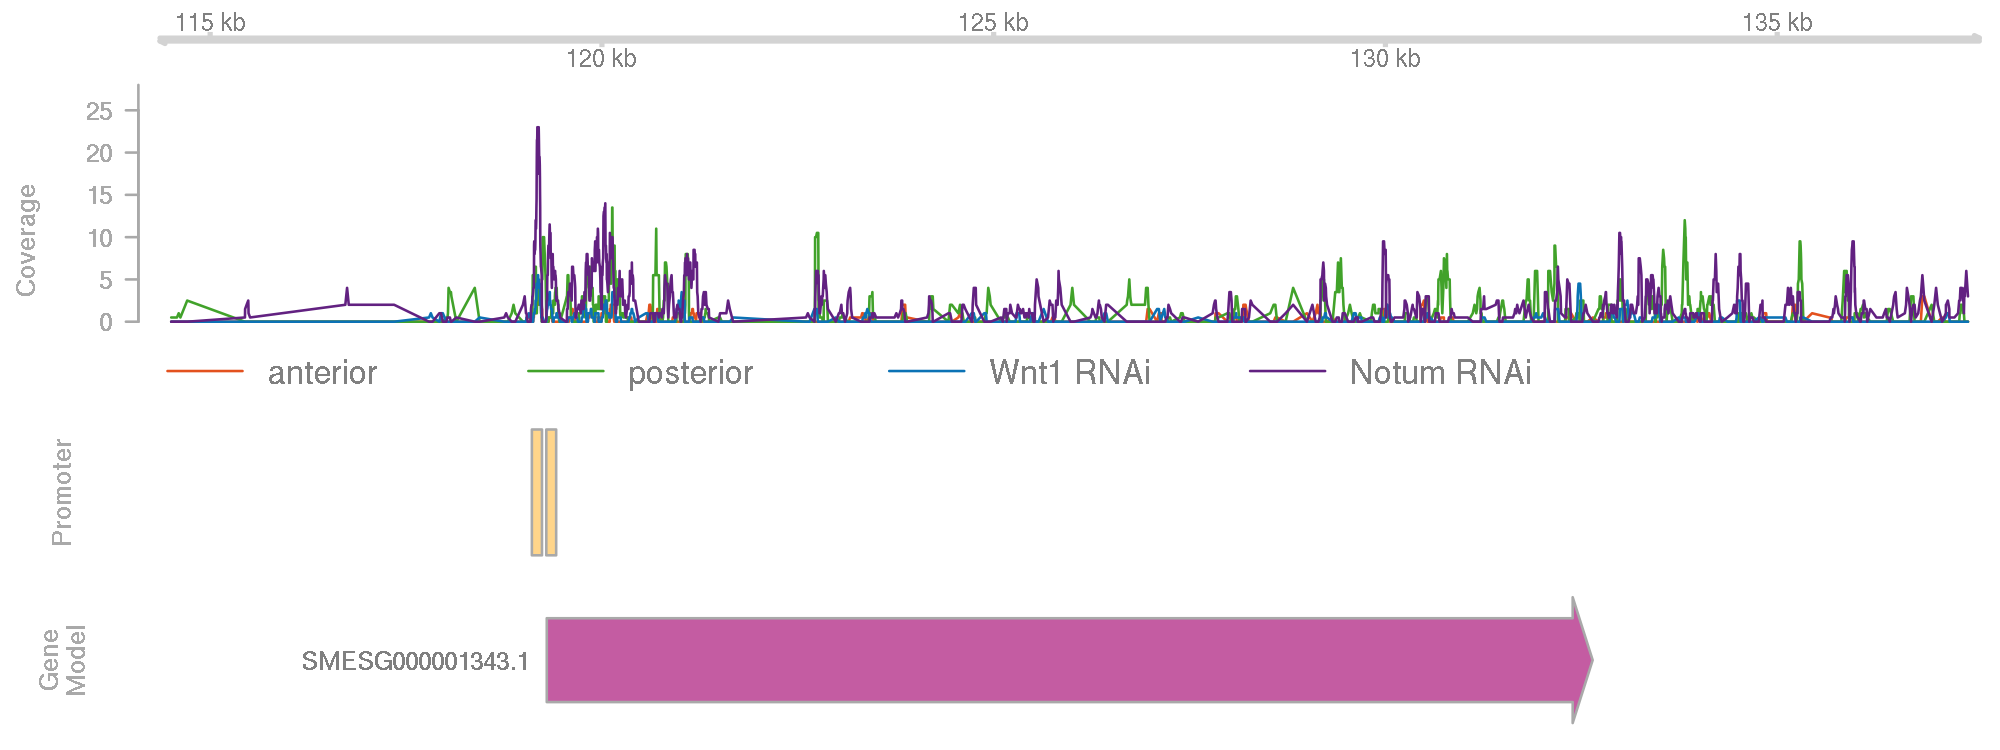 115 kb 125 kb 135 kb
120 kb 130 kb
Coverage
25
20
15
10
5
0
anterior posterior Wnt1 RNAi Notum RNAi
Promoter
Gene
Model
SMESG000001343.1